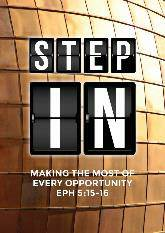 STEP
IN
MAKING THE MOST OF
EVERY OPPORTUNITY
EPH 5:15-16